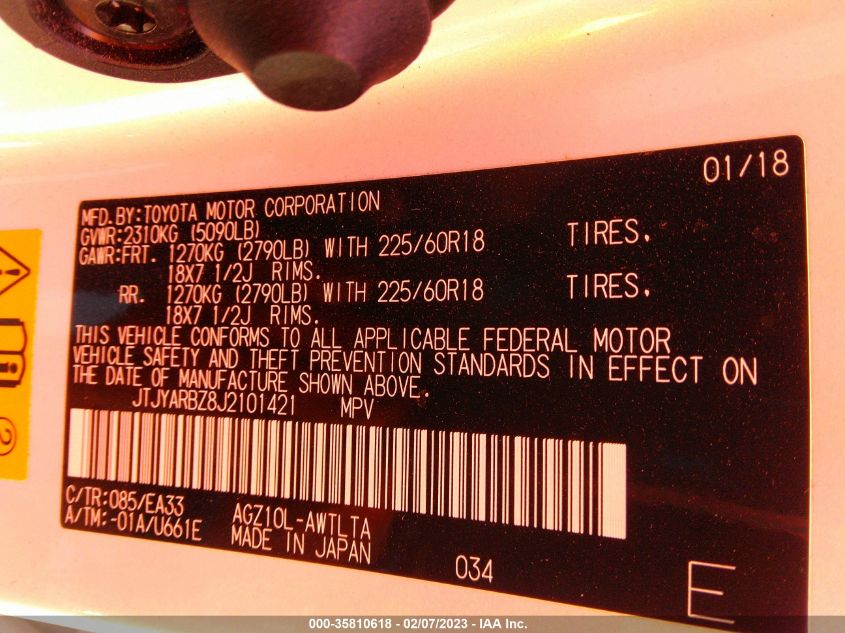 01/18
MFD.BY:TOYOTA MOTOR CORPORATION
GVWR:2310KG (5090LB)
GAWR:FRT. 1270KG (2790LB) WITH 225/60R18 TIRES.
18X7 1/2J RIMS.
RR. 1270KG (2790LB) WITH 225/60R18 TIRES.
18X7 1/2J RIMS.
THIS VEHICLE CONFORMS TO ALL APPLICABLE FEDERAL MOTOR
VEHICLE SAFETY AND THEFT PREVENTION STANDARDS IN EFFECT ON
THE DATE OF MANUFACTURE SHOWN ABOVE.
JTJYARBZ8J2101421 MPV
C/TR:085/EA33 AGZ10L-AWTLTA
A/TM:-01A/U661E MADE IN JAPAN
034
E
2
000-35810618 - 02/07/2023 - IAA Inc.